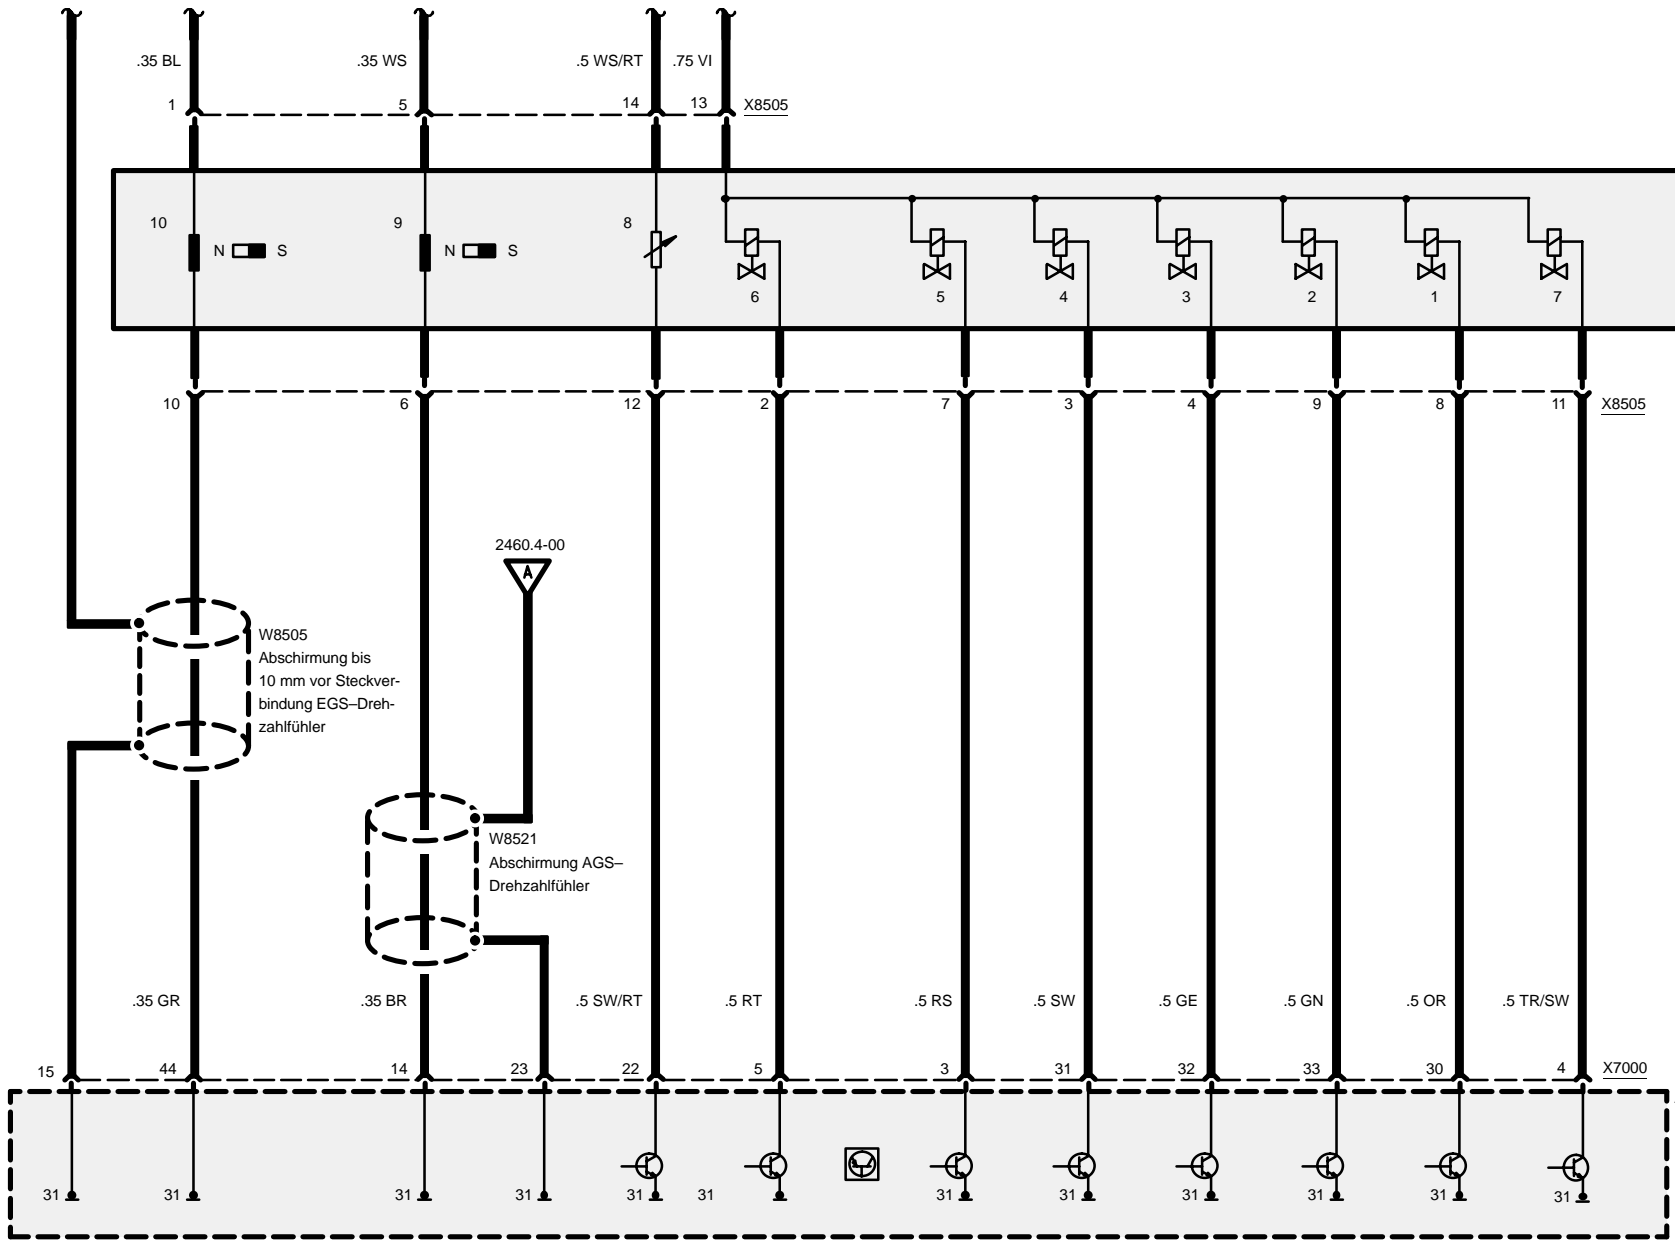 .35 BL .35 WS .5 WS/RT .75 VI
1 5 14 13 X8505
10 9 8
N S N S
6 5 4 3 2 1 7
10 6 12 2 7 3 4 9 8 11 X8505
2460.4-00
A
W8505
Abschirmung bis
10 mm vor Steckver-
bindung EGS–Dreh-
zahlfühler
W8521
Abschirmung AGS–
Drehzahlfühler
.35 GR .35 BR .5 SW/RT .5 RT .5 RS .5 SW .5 GE .5 GN .5 OR .5 TR/SW
15 44 14 23 22 5 3 31 32 33 30 4 X7000
31 31 31 31 31 31 31 31 31 31 31 31